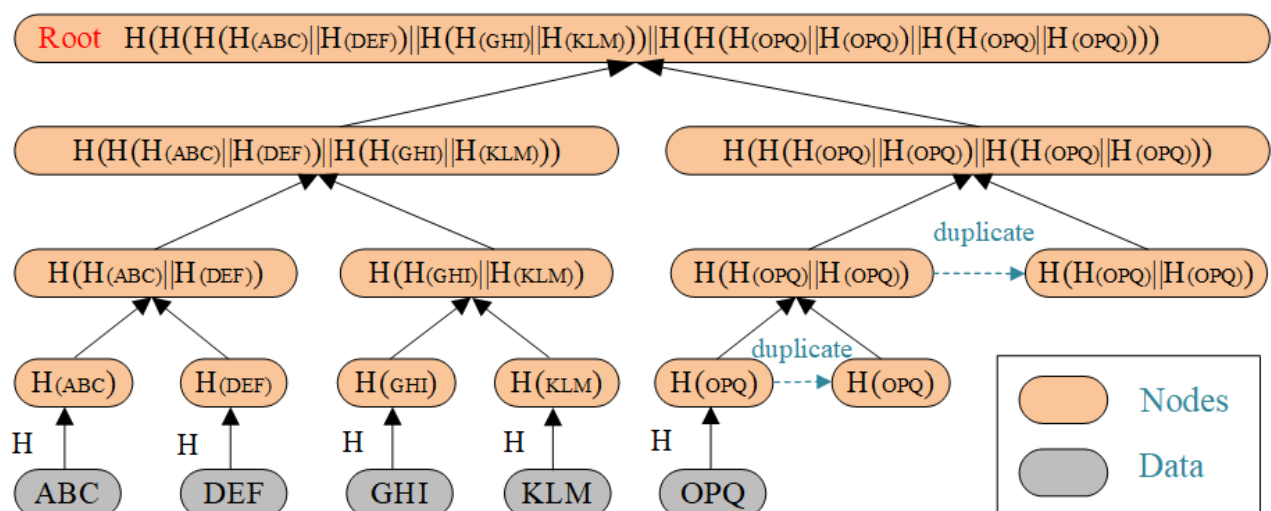 Root H(H(H(H(ABC)||H(DEF))||H(H(GHI)||H(KLM)))||H(H(H(OPQ)||H(OPQ))||H(H(OPQ)||H(OPQ))))
H(H(H(ABC)||H(DEF))||H(H(GHI)||H(KLM)))
H(H(H(OPQ)||H(OPQ))||H(H(OPQ)||H(OPQ)))
duplicate
H(H(ABC)||H(DEF))
H(H(GHI)||H(KLM))
H(H(OPQ)||H(OPQ))
H(H(OPQ)||H(OPQ))
duplicate
H(ABC)
H(DEF)
H(GHI)
H(KLM)
H(OPQ)
H(OPQ)
H
H
H
H
H
ABC
DEF
GHI
KLM
OPQ
Nodes
Data